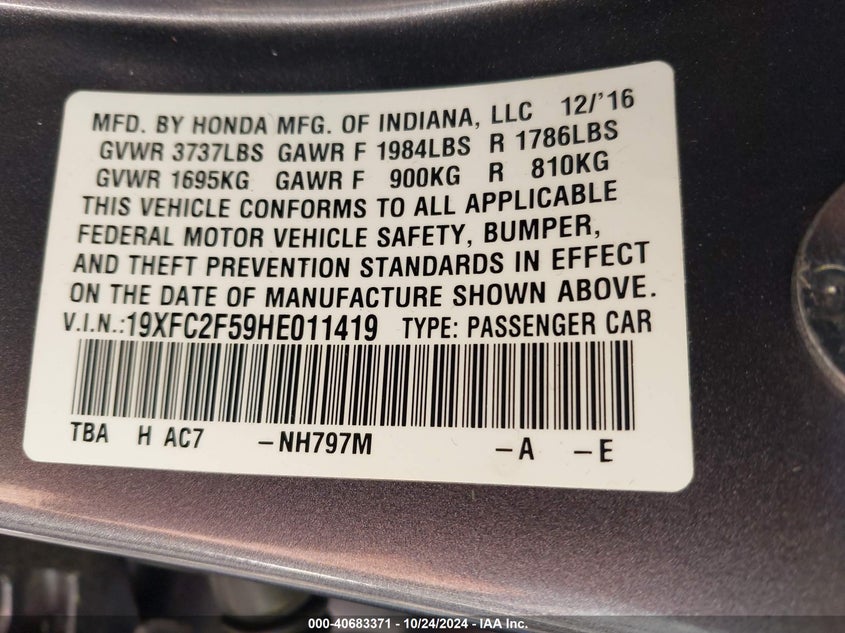 MFD. BY HONDA MFG. OF INDIANA, LLC 12/'16
GVWR 3737LBS GAWR F 1984LBS R 1786LBS
GVWR 1695KG GAWR F 900KG R 810KG
THIS VEHICLE CONFORMS TO ALL APPLICABLE
FEDERAL MOTOR VEHICLE SAFETY, BUMPER,
AND THEFT PREVENTION STANDARDS IN EFFECT
ON THE DATE OF MANUFACTURE SHOWN ABOVE.
V.I.N.:19XFC2F59HE011419 TYPE: PASSENGER CAR
TBA H AC7 -NH797M -A -E
000-40683371 - 10/24/2024 - IAA Inc.